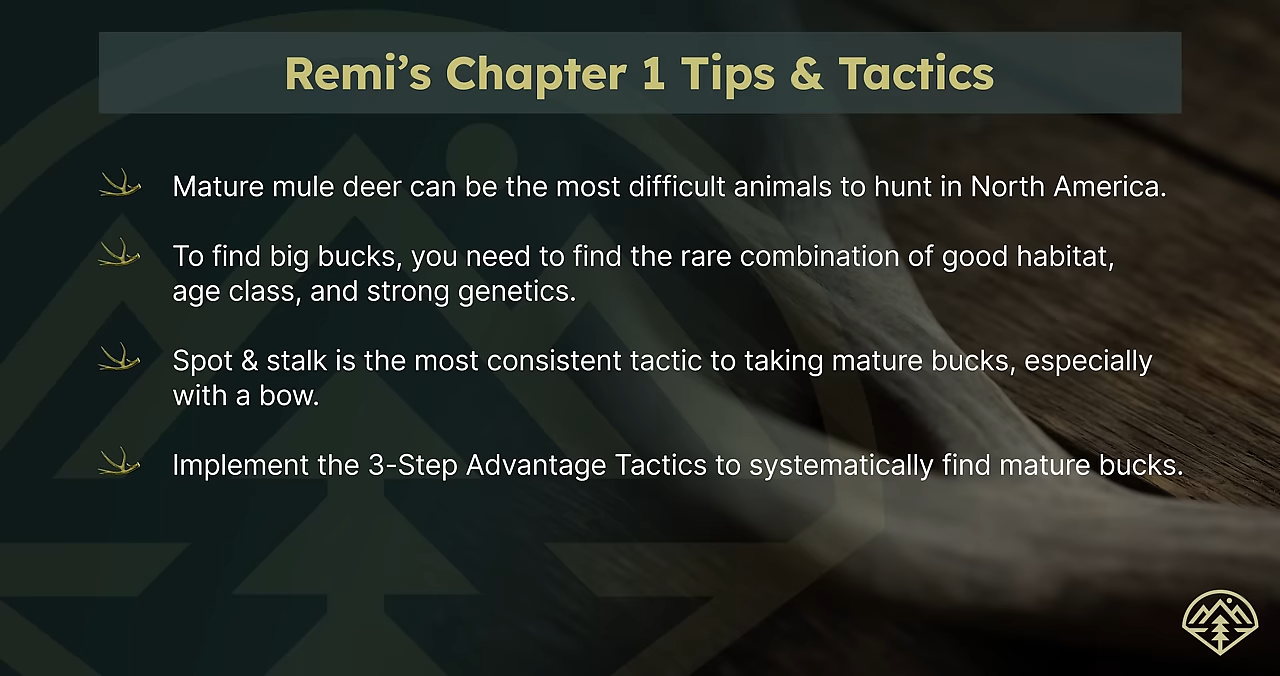 Remi’s Chapter 1 Tips & Tactics
Mature mule deer can be the most difficult animals to hunt in North America.
To find big bucks, you need to find the rare combination of good habitat,
age class, and strong genetics.
Spot & stalk is the most consistent tactic to taking mature bucks, especially
with a bow.
Implement the 3-Step Advantage Tactics to systematically find mature bucks.